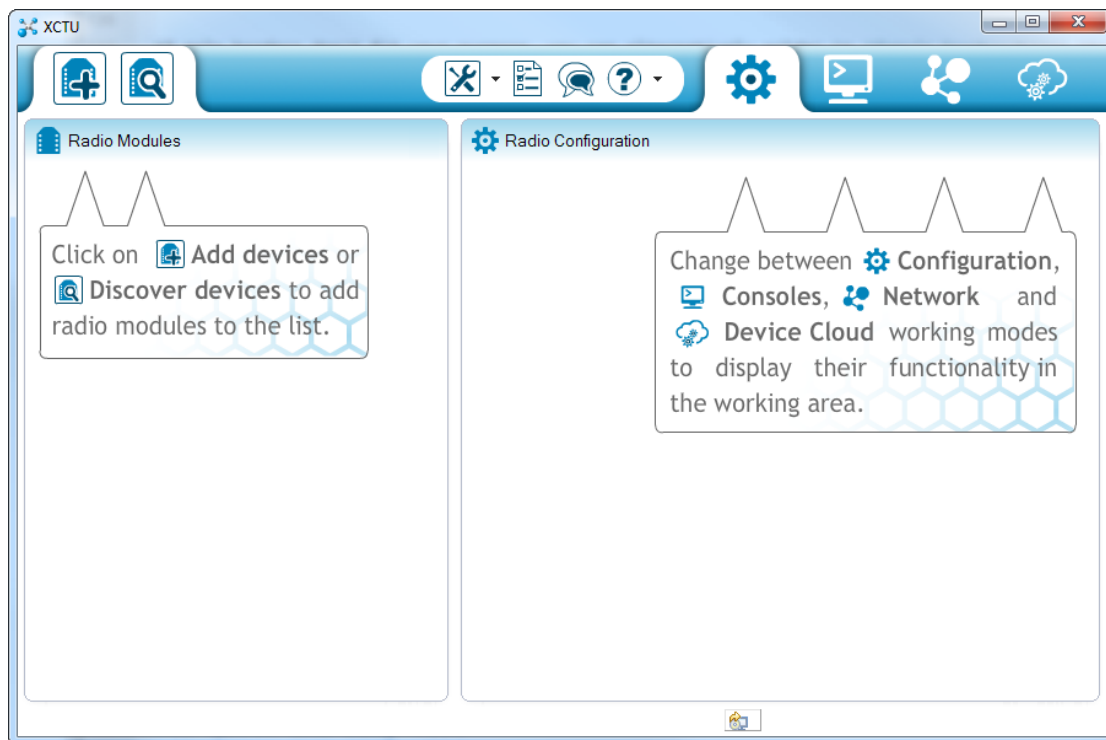 XCTU
Radio Modules
Click on Add devices or
Discover devices to add
radio modules to the list.
Radio Configuration
Change between Configuration,
Consoles, Network and
Device Cloud working modes
to display their functionality in
the working area.